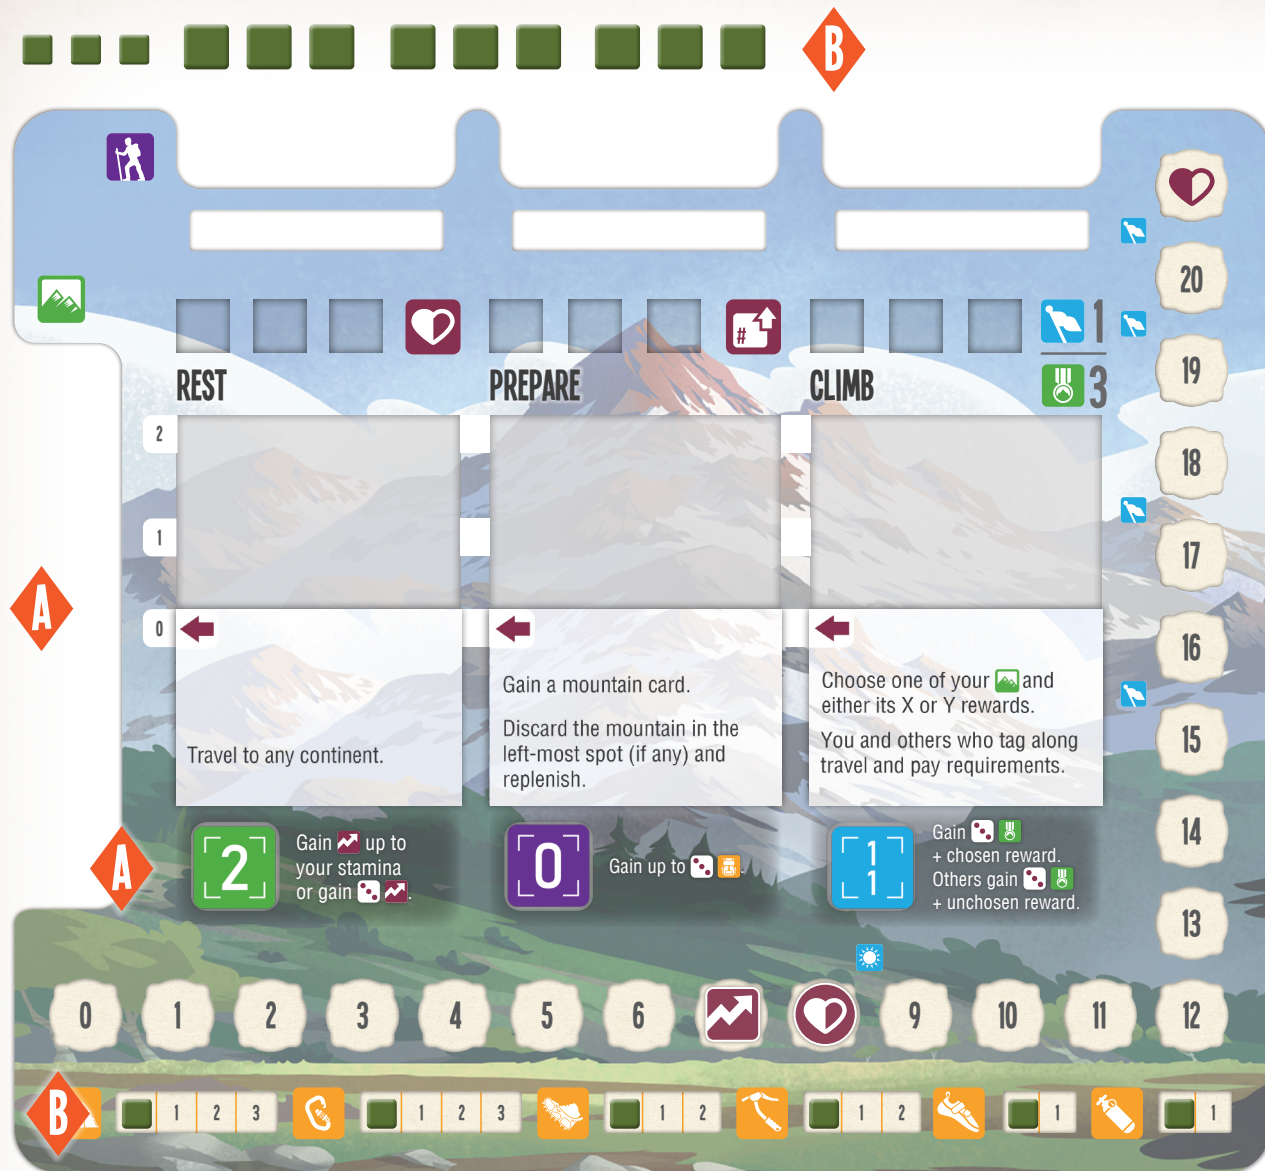 B
1
#
3
REST
PREPARE
CLIMB
2
1
0
20
19
18
17
16
15
14
13
A
Travel to any continent.
Gain a mountain card.
Discard the mountain in the
left-most spot (if any) and
replenish.
Choose one of your and
either its X or Y rewards.
You and others who tag along
travel and pay requirements.
A
2
Gain up to
your stamina
or gain .
0
Gain up to .
1
1
Gain
+ chosen reward.
Others gain
+ unchosen reward.
0 1 2 3 4 5 6 9 10 11 12
B 1 2 3 1 2 3 1 2 1 2 1 1